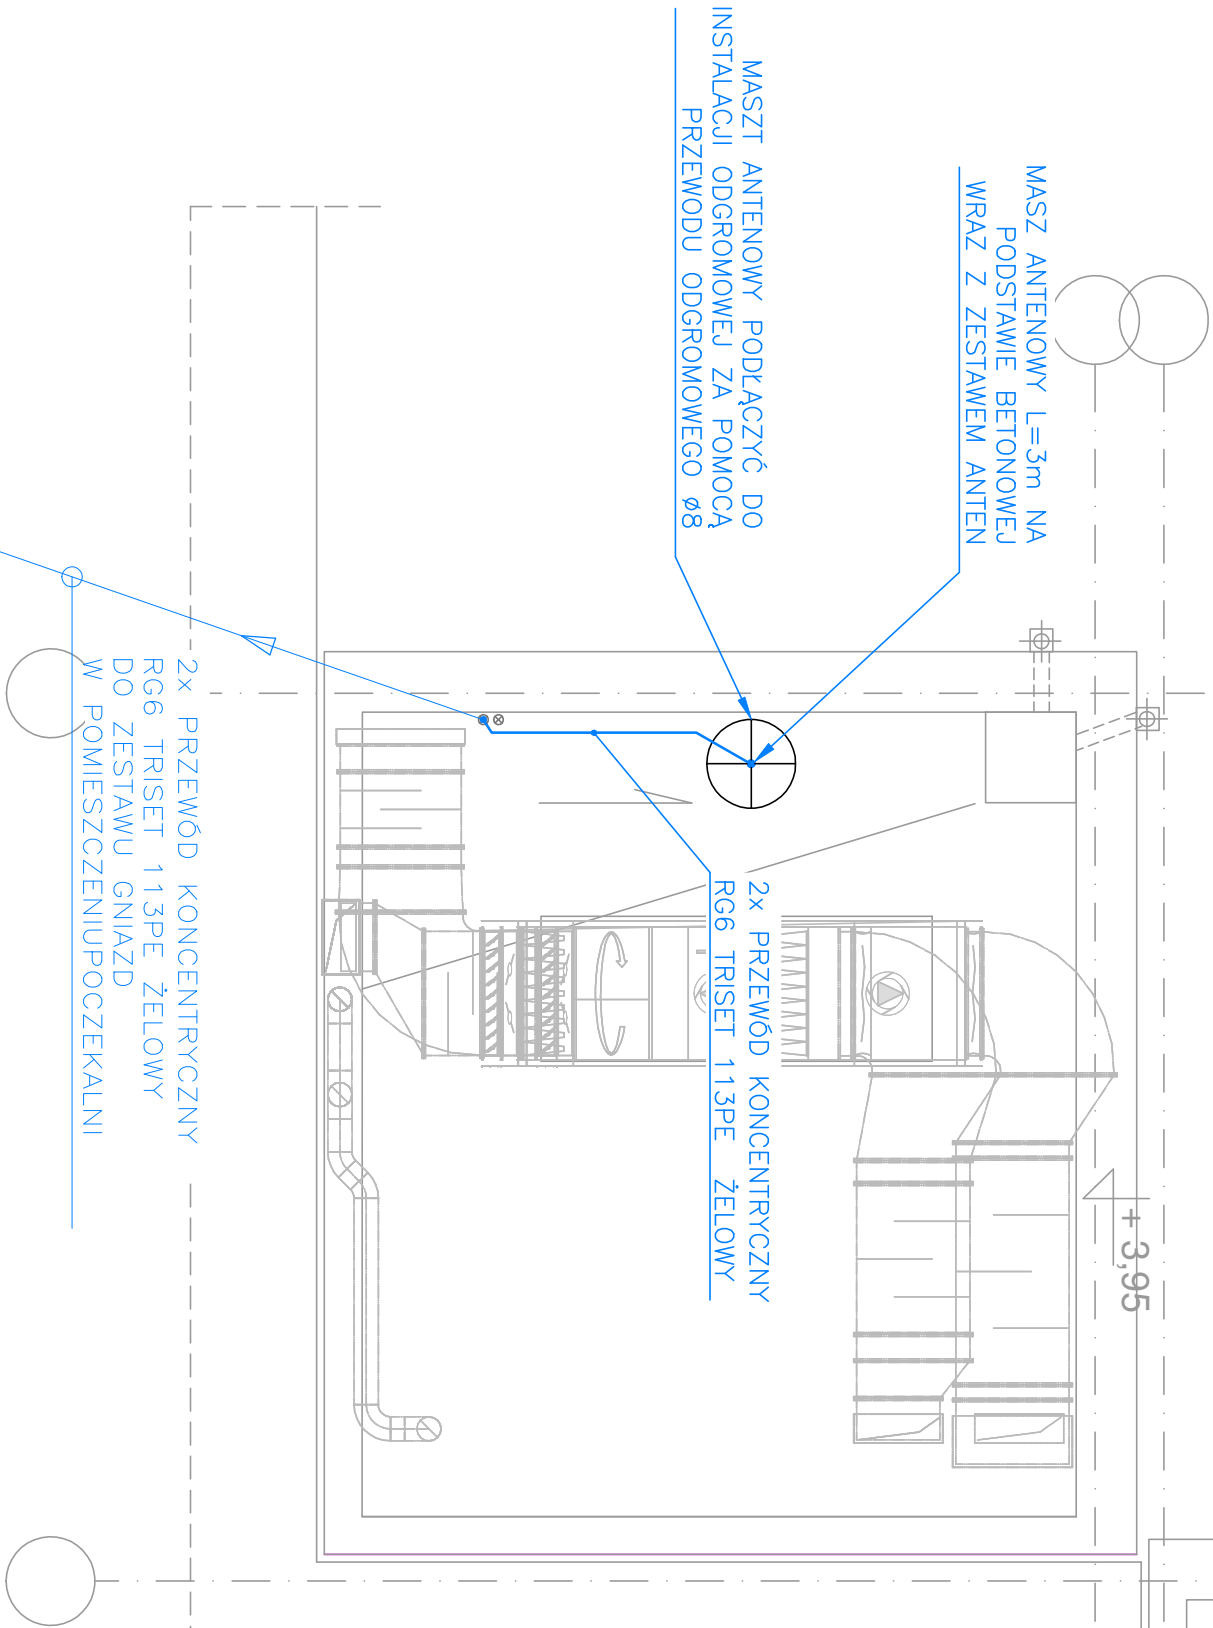 MASZ ANTENOWY L=3m NA
PODSTAWIE BETONOWEJ
WRAZ Z ZESTAWEM ANTEN
MASZT ANTENOWY PODŁĄCZYĆ DO
INSTALACJI ODGROMOWEJ ZA POMOCĄ
PRZEWODU ODGROMOWEGO Ø8
+ 3,95
2x PRZEWÓD KONCENTRYCZNY
RG6 TRISET 113PE ŻELOWY
2x PRZEWÓD KONCENTRYCZNY
RG6 TRISET 113PE ŻELOWY
DO ZESTAWU GNIAZD
W POMIESZCZENIUPOCZEKALNI